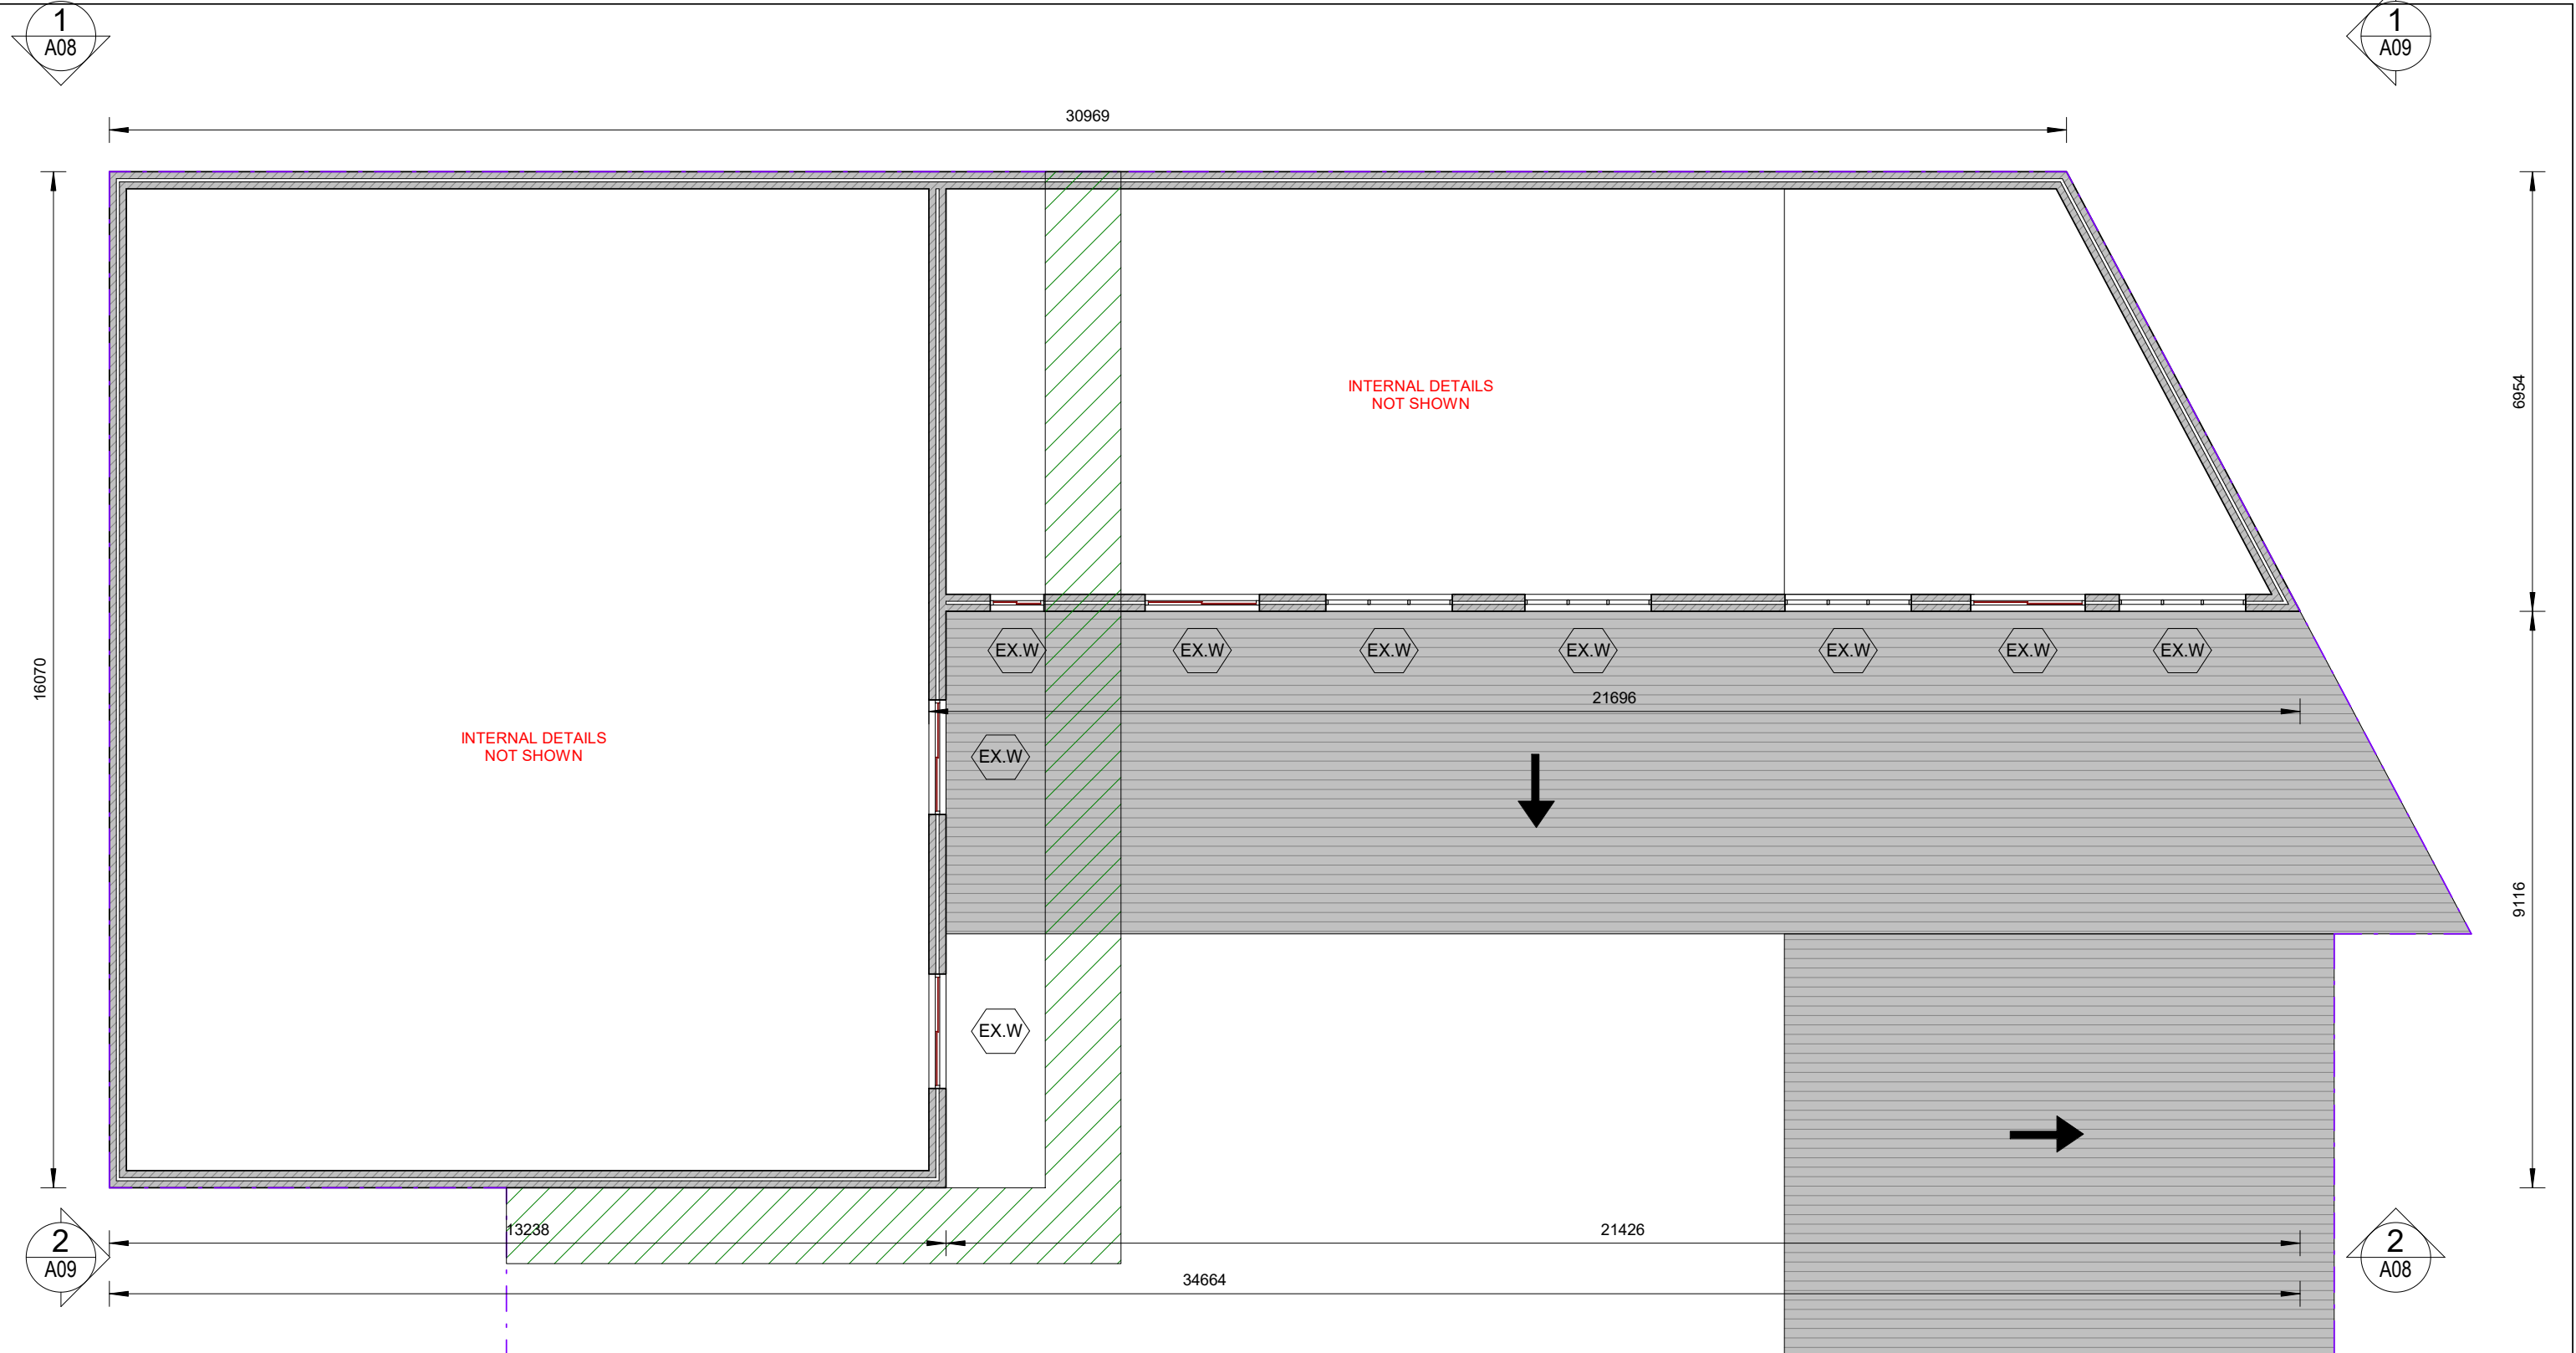 1
A08
1
A09
30969
INTERNAL DETAILS
NOT SHOWN
6954
EX.W
EX.W
EX.W
EX.W
EX.W
EX.W
EX.W
21696
16070
INTERNAL DETAILS
NOT SHOWN
EX.W
9116
EX.W
13238
21426
2
A09
2
A08
34664